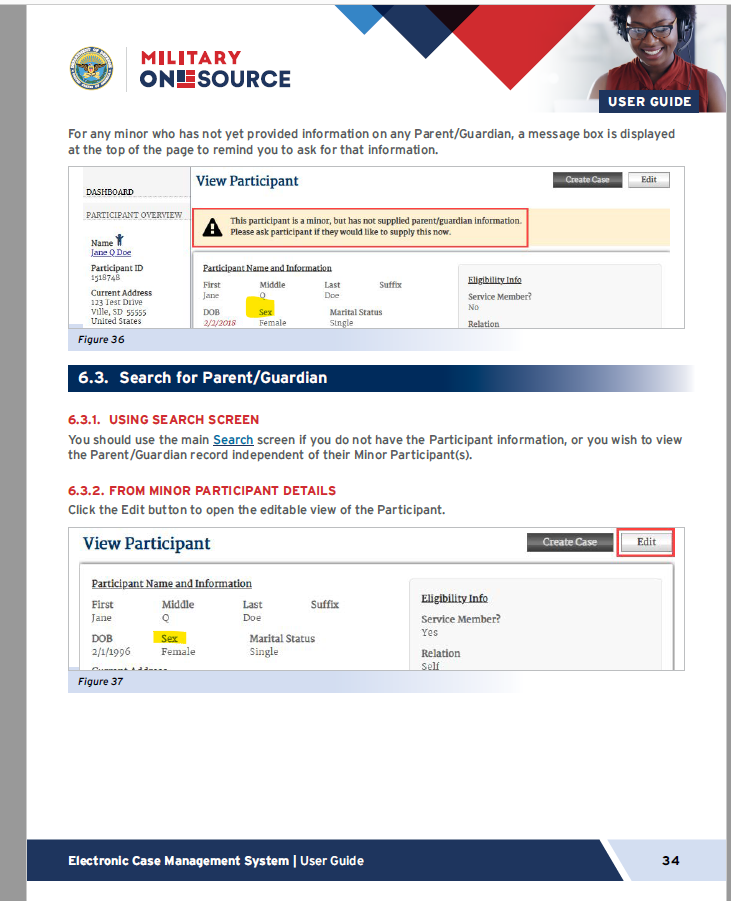 MILITARY
ONESOURCE
USER GUIDE
For any minor who has not yet provided information on any Parent/Guardian, a message box is displayed
at the top of the page to remind you to ask for that information.
DASHBOARD
PARTICIPANT OVERVIEW
Name
Jane Q Doe
Participant ID
1518748
Current Address
123 Test Drive
Ville, SD 55555
United States
View Participant
Create Case
Edit
This participant is a minor, but has not supplied parent/guardian information.
Please ask participant if they would like to supply this now.
Participant Name and Information
First Middle Last Suffix
Jane Q Doe
DOB Sex Marital Status
2/2/2018 Female Single
Eligibility Info
Service Member?
No
Relation
Figure 36
6.3. Search for Parent/Guardian
6.3.1. USING SEARCH SCREEN
You should use the main Search screen if you do not have the Participant information, or you wish to view
the Parent/Guardian record independent of their Minor Participant(s).
6.3.2. FROM MINOR PARTICIPANT DETAILS
Click the Edit button to open the editable view of the Participant.
View Participant
Create Case
Edit
Participant Name and Information
First Middle Last Suffix
Jane Q Doe
DOB Sex Marital Status
2/1/1996 Female Single
Current Address
Eligibility Info
Service Member?
Yes
Relation
Self
Figure 37
Electronic Case Management System | User Guide
34